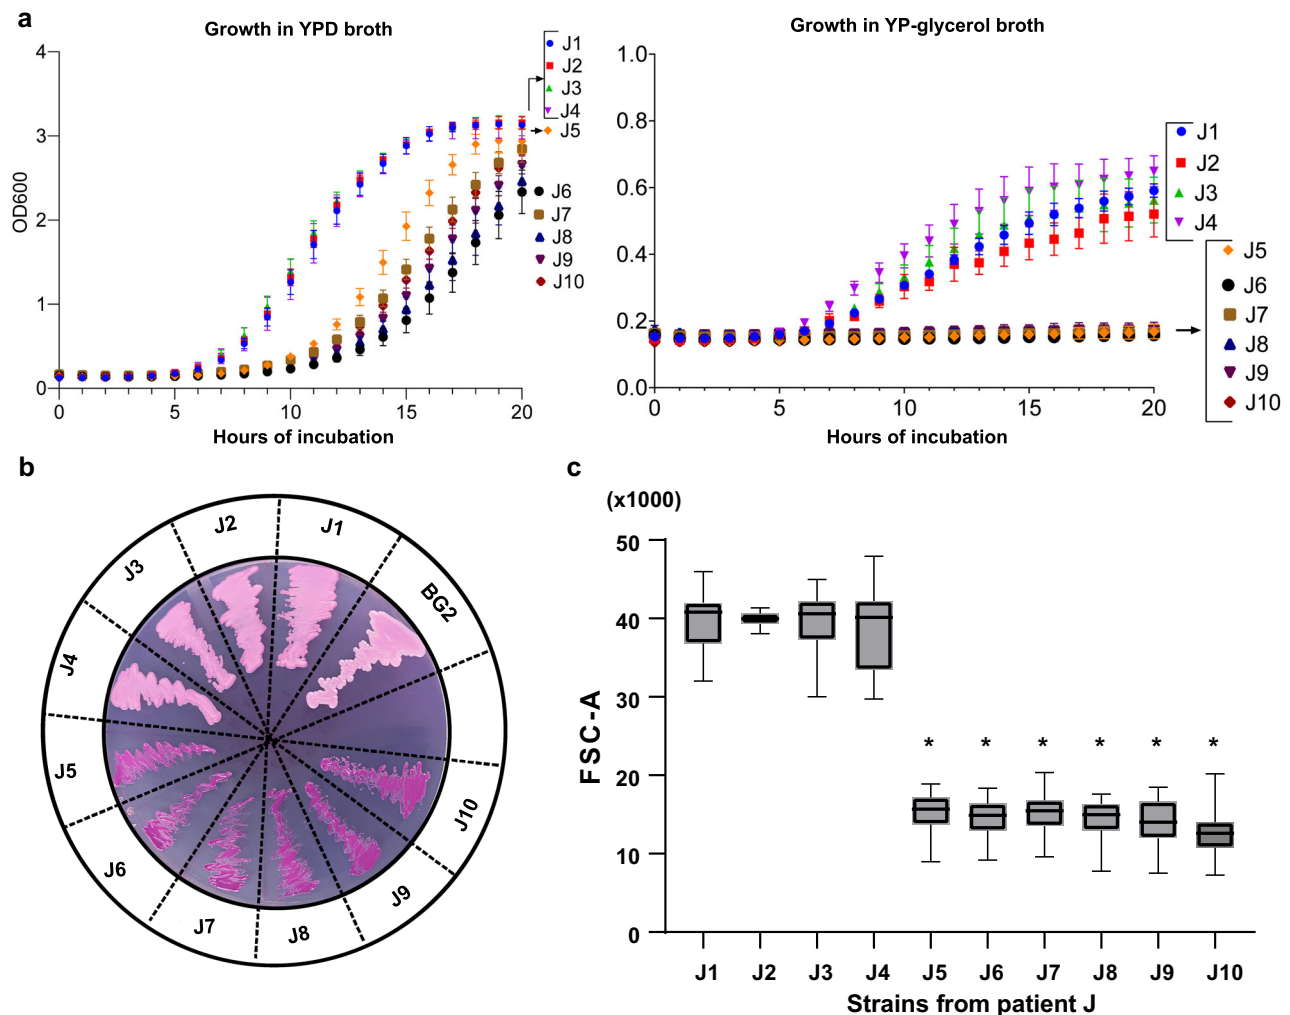 a
Growth in YPD broth
OD600
4
3
2
1
0
0
5
10
15
20
Hours of incubation
J1
J2
J3
J4
J5
J6
J7
J8
J9
J10
Growth in YP-glycerol broth
1.0
0.8
0.6
0.4
0.2
0.0
0
5
10
15
20
Hours of incubation
J1
J2
J3
J4
J5
J6
J7
J8
J9
J10
b
J1
BG2
J10
J9
J8
J7
J6
J5
J4
J3
J2
c
(x1000)
FSC-A
50
40
30
20
10
0
* * * * * *
J1 J2 J3 J4 J5 J6 J7 J8 J9 J10
Strains from patient J